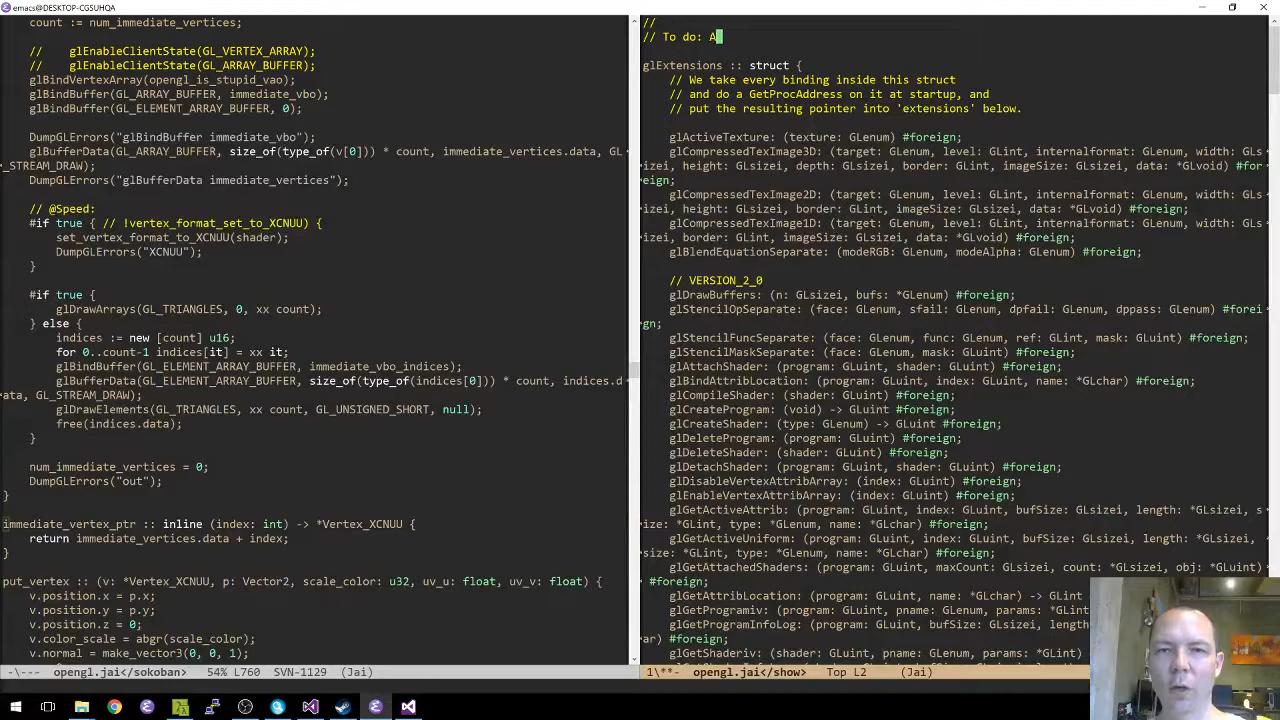 emacs@DESKTOP-CGSUHQA
count := num_immediate_vertices;
//    glEnableClientState(GL_VERTEX_ARRAY);
//    glEnableClientState(GL_ARRAY_BUFFER);
glBindVertexArray(opengl_is_stupid_vao);
glBindBuffer(GL_ARRAY_BUFFER, immediate_vbo);
glBindBuffer(GL_ELEMENT_ARRAY_BUFFER, 0);
DumpGLErrors("glBindBuffer immediate_vbo");
glBufferData(GL_ARRAY_BUFFER, size_of(type_of(v[0])) * count, immediate_vertices.data, GL
_STREAM_DRAW);
DumpGLErrors("glBufferData immediate_vertices");
// @Speed:
#if true { // !vertex_format_set_to_XCNUU) {
set_vertex_format_to_XCNUU(shader);
DumpGLErrors("XCNUU");
}
#if true {
glDrawArrays(GL_TRIANGLES, 0, xx count);
} else {
indices := new [count] u16;
for 0..count-1 indices[it] = xx it;
glBindBuffer(GL_ELEMENT_ARRAY_BUFFER, immediate_vbo_indices);
glBufferData(GL_ELEMENT_ARRAY_BUFFER, size_of(type_of(indices[0])) * count, indices.d
ata, GL_STREAM_DRAW);
glDrawElements(GL_TRIANGLES, xx count, GL_UNSIGNED_SHORT, null);
free(indices.data);
}
num_immediate_vertices = 0;
DumpGLErrors("out");
}
immediate_vertex_ptr :: inline (index: int) -> *Vertex_XCNUU {
return immediate_vertices.data + index;
}
put_vertex :: (v: *Vertex_XCNUU, p: Vector2, scale_color: u32, uv_u: float, uv_v: float) {
v.position.x = p.x;
v.position.y = p.y;
v.position.z = 0;
v.color_scale = abgr(scale_color);
v.normal = make_vector3(0, 0, 1);
-\---  opengl.jai</sokoban>   54% L760   SVN-1129  (Jai)
//
// To do: A
glExtensions :: struct {
// We take every binding inside this struct
// and do a GetProcAddress on it at startup, and
// put the resulting pointer into 'extensions' below.
glActiveTexture: (texture: GLenum) #foreign;
glCompressedTexImage3D: (target: GLenum, level: GLint, internalformat: GLenum, width: GLs
izei, height: GLsizei, depth: GLsizei, border: GLint, imageSize: GLsizei, data: *GLvoid) #for
eign;
glCompressedTexImage2D: (target: GLenum, level: GLint, internalformat: GLenum, width: GLs
izei, height: GLsizei, border: GLint, imageSize: GLsizei, data: *GLvoid) #foreign;
glCompressedTexImage1D: (target: GLenum, level: GLint, internalformat: GLenum, width: GLs
izei, border: GLint, imageSize: GLsizei, data: *GLvoid) #foreign;
glBlendEquationSeparate: (modeRGB: GLenum, modeAlpha: GLenum) #foreign;
// VERSION_2_0
glDrawBuffers: (n: GLsizei, bufs: *GLenum) #foreign;
glStencilOpSeparate: (face: GLenum, sfail: GLenum, dpfail: GLenum, dppass: GLenum) #forei
gn;
glStencilFuncSeparate: (face: GLenum, func: GLenum, ref: GLint, mask: GLuint) #foreign;
glStencilMaskSeparate: (face: GLenum, mask: GLuint) #foreign;
glAttachShader: (program: GLuint, shader: GLuint) #foreign;
glBindAttribLocation: (program: GLuint, index: GLuint, name: *GLchar) #foreign;
glCompileShader: (shader: GLuint) #foreign;
glCreateProgram: (void) -> GLuint #foreign;
glCreateShader: (type: GLenum) -> GLuint #foreign;
glDeleteProgram: (program: GLuint) #foreign;
glDeleteShader: (shader: GLuint) #foreign;
glDetachShader: (program: GLuint, shader: GLuint) #foreign;
glDisableVertexAttribArray: (index: GLuint) #foreign;
glEnableVertexAttribArray: (index: GLuint) #foreign;
glGetActiveAttrib: (program: GLuint, index: GLuint, bufSize: GLsizei, length: *GLsizei, s
ize: *GLint, type: *GLenum, name: *GLchar) #foreign;
glGetActiveUniform: (program: GLuint, index: GLuint, bufSize: GLsizei, length: *GLsizei,
size: *GLint, type: *GLenum, name: *GLchar) #foreign;
glGetAttachedShaders: (program: GLuint, maxCount: GLsizei, count: *GLsizei, obj: *GLuint)
#foreign;
glGetAttribLocation: (program: GLuint, name: *GLchar) -> GLint
glGetProgramiv: (program: GLuint, pname: GLenum, params: *GLint
glGetProgramInfoLog: (program: GLuint, bufSize: GLsizei, length
ar) #foreign;
glGetShaderiv: (shader: GLuint, pname: GLenum, params: *GLint)
1\**-  opengl.jai</show>   Top L2   (Jai)